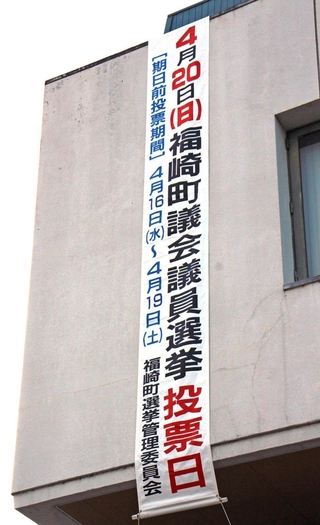 4月20日(日)福崎町議会議員選挙 投票日
［期日前投票期間］4月16日(水)～4月19日(土)
福崎町選挙管理委員会